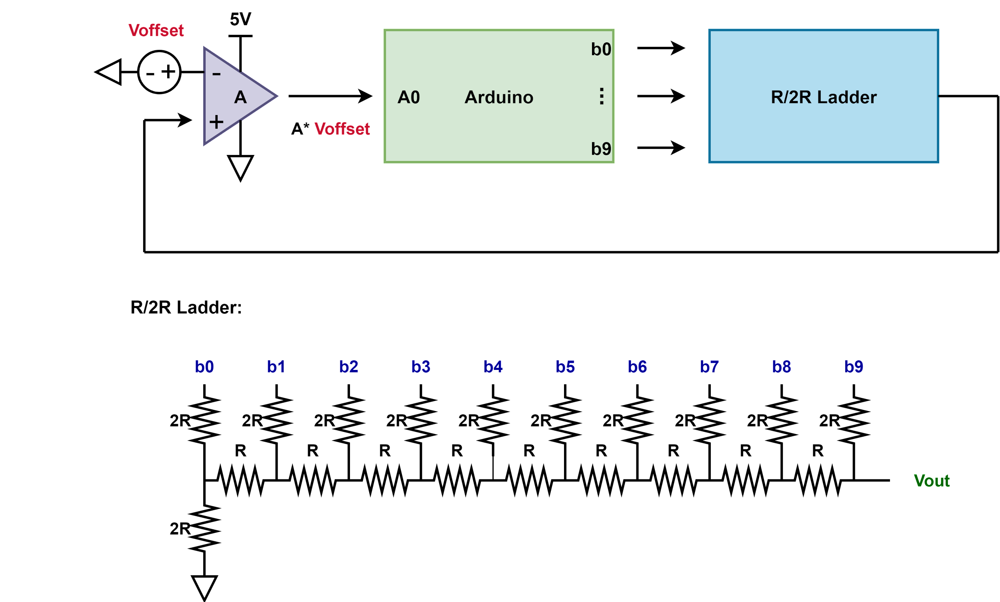 5V
Voffset
- +
-
A
+
A* Voffset
A0
Arduino
b0
⋮
b9
R/2R Ladder
R/2R Ladder:
b0 b1 b2 b3 b4 b5 b6 b7 b8 b9
2R 2R 2R 2R 2R 2R 2R 2R 2R 2R
R R R R R R R R R
Vout
2R